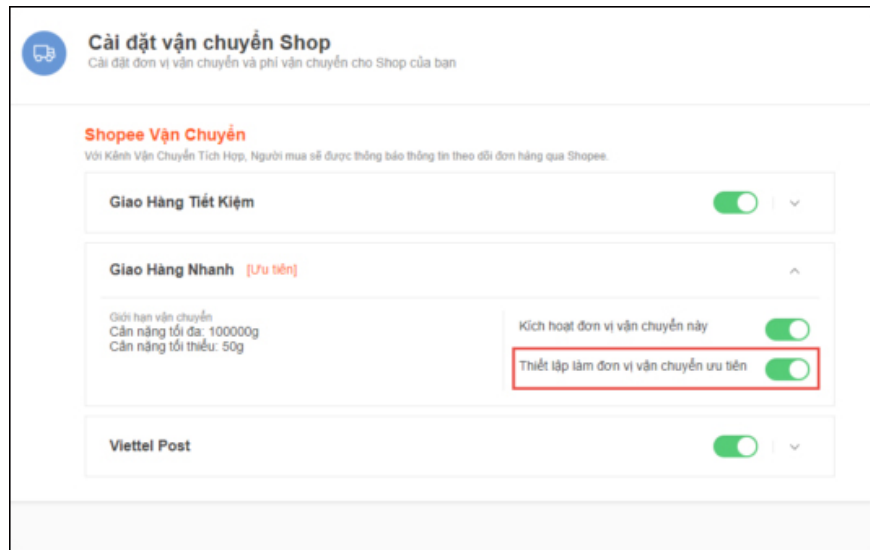 Cài đặt vận chuyển Shop
Cài đặt đơn vị vận chuyển và phí vận chuyển cho Shop của bạn
Shopee Vận Chuyển
Với Kênh Vận Chuyển Tích Hợp, Người mua sẽ được thông báo thông tin theo dõi đơn hàng qua Shopee.
Giao Hàng Tiết Kiệm
Giao Hàng Nhanh [Ưu tiên]
Giới hạn vận chuyển
Cân nặng tối đa: 100000g
Cân nặng tối thiểu: 50g
Kích hoạt đơn vị vận chuyển này
Thiết lập làm đơn vị vận chuyển ưu tiên
Viettel Post